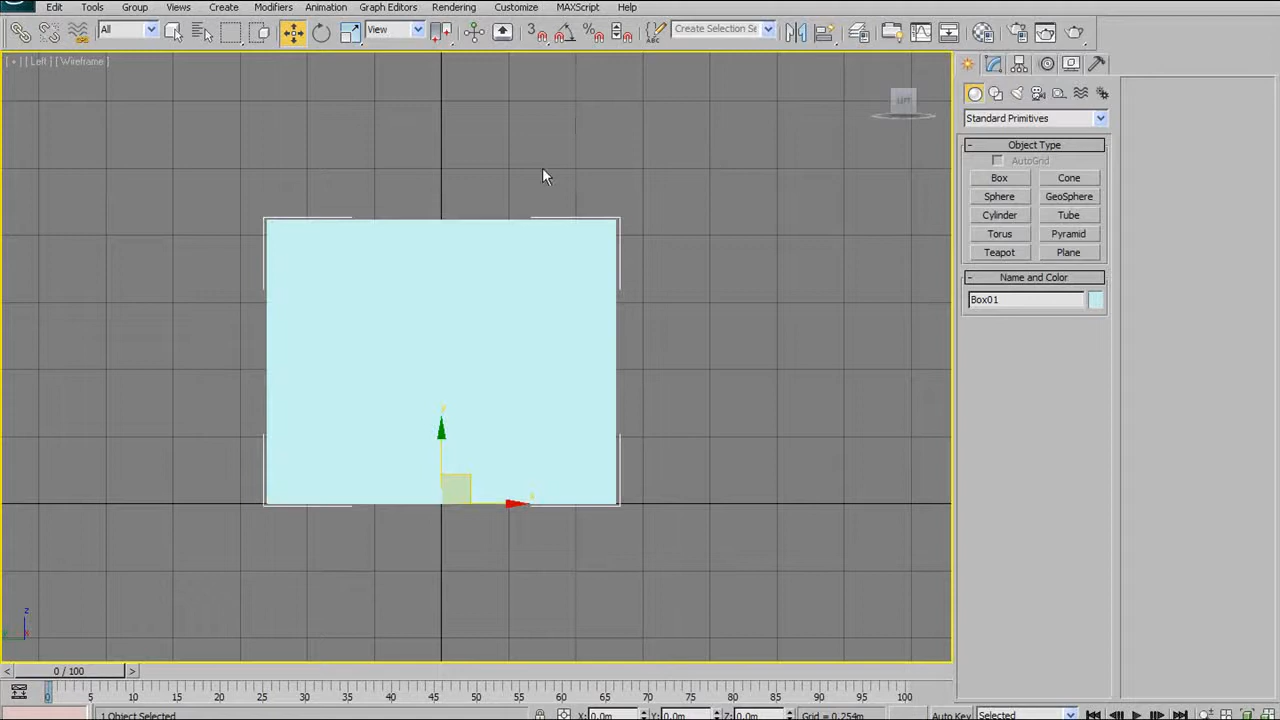 Edit Tools Group Views Create Modifiers Animation Graph Editors Rendering Customize MAXScript Help
All View 3 Create Selection Se
[ + ] [ Left ] [ Wireframe ]
LEFT
Standard Primitives
- Object Type
AutoGrid
Box Cone
Sphere GeoSphere
Cylinder Tube
Torus Pyramid
Teapot Plane
- Name and Color
Box01
z
< 0 / 100 >
0 5 10 15 20 25 30 35 40 45 50 55 60 65 70 75 80 85 90 95 100
1 Object Selected X: 0.0m Y: 0.0m Z: 0.0m Grid = 0.254m Auto Key Selected